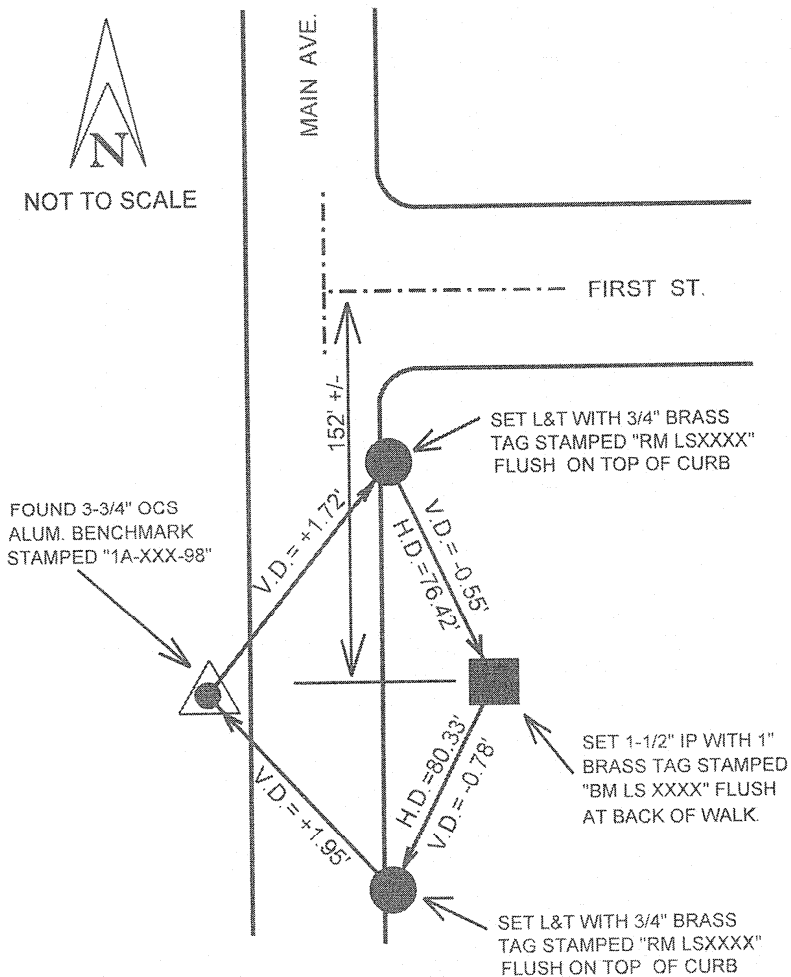 MAIN AVE.
N
NOT TO SCALE
FIRST ST.
152' +/-
SET L&T WITH 3/4" BRASS
TAG STAMPED "RM LSXXXX"
FLUSH ON TOP OF CURB
FOUND 3-3/4" OCS
ALUM. BENCHMARK
STAMPED "1A-XXX-98"
V.D.= +1.72'
V.D.= -0.55'
H.D.=76.42'
H.D.=80.33'
V.D.= -0.78'
V.D.= +1.95'
SET 1-1/2" IP WITH 1"
BRASS TAG STAMPED
"BM LS XXXX" FLUSH
AT BACK OF WALK.
SET L&T WITH 3/4" BRASS
TAG STAMPED "RM LSXXXX"
FLUSH ON TOP OF CURB